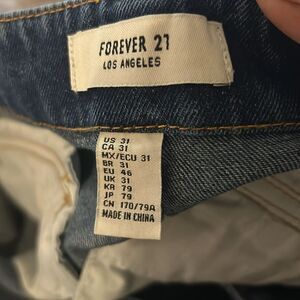 FOREVER 21
LOS ANGELES
US 31
CA 31
MX/ECU 31
BR 31
EU 46
UK 31
KR 79
JP 79
CN 170/79A
MADE IN CHINA